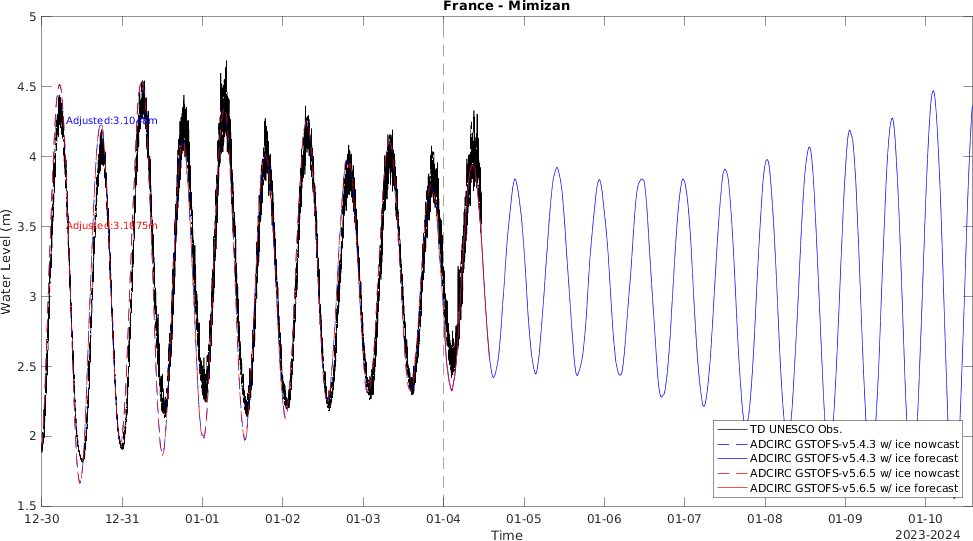 France - Mimizan
5
4.5
4
3.5
3
2.5
2
1.5
Water Level (m)
Adjusted:3.1675m
TD UNESCO Obs.
ADCIRC GSTOFS-v5.4.3 w/ ice nowcast
ADCIRC GSTOFS-v5.4.3 w/ ice forecast
ADCIRC GSTOFS-v5.6.5 w/ ice nowcast
ADCIRC GSTOFS-v5.6.5 w/ ice forecast
12-30 12-31 01-01 01-02 01-03 01-04 01-05 01-06 01-07 01-08 01-09 01-10
Time
2023-2024